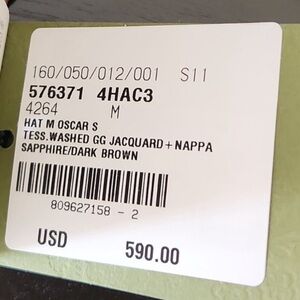 160/050/012/001 S11
576371 4HAC3
4264 M
HAT M OSCAR S
TESS.WASHED GG JACQUARD+NAPPA
SAPPHIRE/DARK BROWN
809627158 - 2
USD 590.00